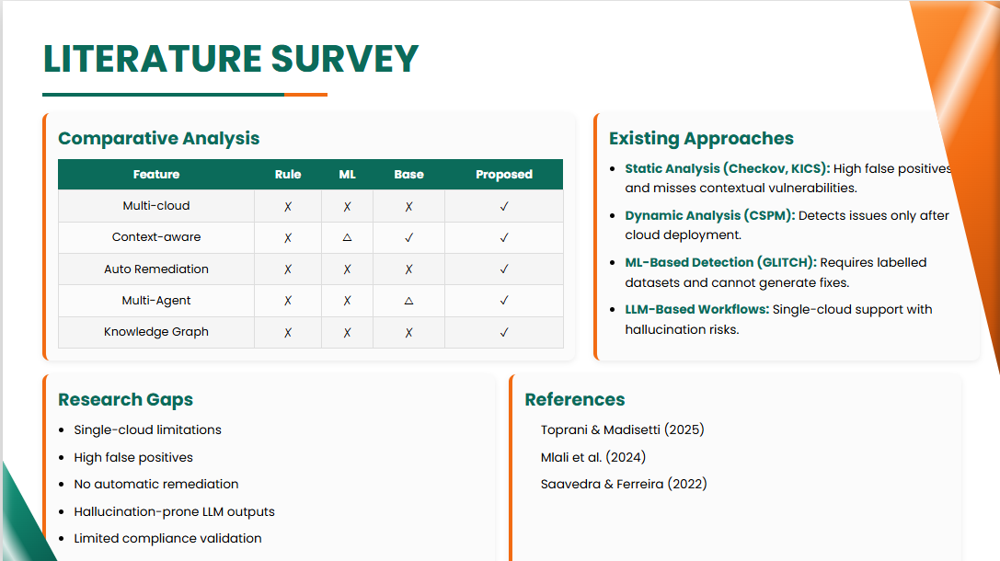 LITERATURE SURVEY
Comparative Analysis
Feature Rule ML Base Proposed
Multi-cloud ✗ ✗ ✗ ✓
Context-aware ✗ △ ✓ ✓
Auto Remediation ✗ ✗ ✗ ✓
Multi-Agent ✗ ✗ △ ✓
Knowledge Graph ✗ ✗ ✗ ✓
Existing Approaches
• Static Analysis (Checkov, KICS): High false positives
and misses contextual vulnerabilities.
• Dynamic Analysis (CSPM): Detects issues only after
cloud deployment.
• ML-Based Detection (GLITCH): Requires labelled
datasets and cannot generate fixes.
• LLM-Based Workflows: Single-cloud support with
hallucination risks.
Research Gaps
• Single-cloud limitations
• High false positives
• No automatic remediation
• Hallucination-prone LLM outputs
• Limited compliance validation
References
Toprani & Madisetti (2025)
Mlali et al. (2024)
Saavedra & Ferreira (2022)